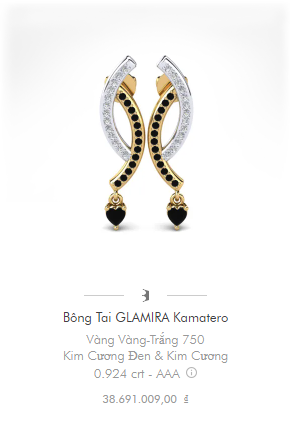 Bông Tai GLAMIRA Kamatero
Vàng Vàng-Trắng 750
Kim Cương Đen & Kim Cương
0.924 crt - AAA
38.691.009,00 ₫